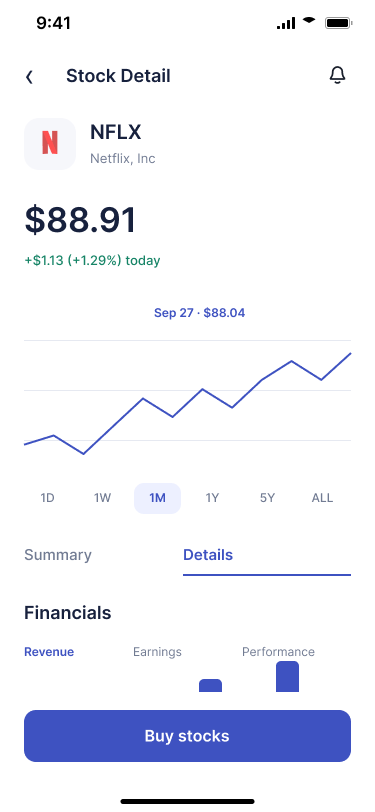 9:41
Stock Detail
N
NFLX
Netflix, Inc
$88.91
+$1.13 (+1.29%) today
Sep 27 · $88.04
1D 1W 1M 1Y 5Y ALL
Summary Details
Financials
Revenue Earnings Performance
Buy stocks